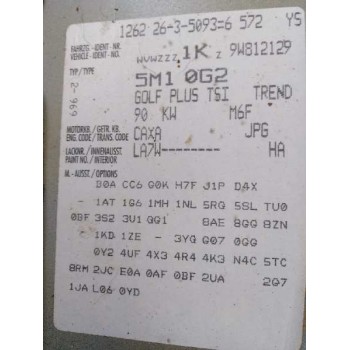 1262 26-3-5093=6 572 YS
FAHRZG.-IDENT-NR.
VEHICLE-IDENT-NO. WVWZZZ 1K Z 9W812129
TYP/TYPE 5M1 0G2
GOLF PLUS TSI TREND
90 KW M6F
MOTORKB./GETR.KB.
ENG.CODE/TRANS.CODE CAXA JPG
LACKNR./INNENAUSST.
PAINT NO./INTERIOR LA7W-------- HA
M.-AUSST./OPTIONS
2-969
D0A CC6 G0K H7F J1P D4X
- 1AT 1G6 1MH 1NL 5RG 5SL TU0
0BF 3S2 3V1 QG1 8AE 8GG 8ZN
1KD 1ZE - 3YG G07 0GG
0Y2 4UF 4X3 4R4 4K3 N4C 5TC
8RM 2JC E0A 0AF 0BF 2UA 2G7
1JA L06 0YD